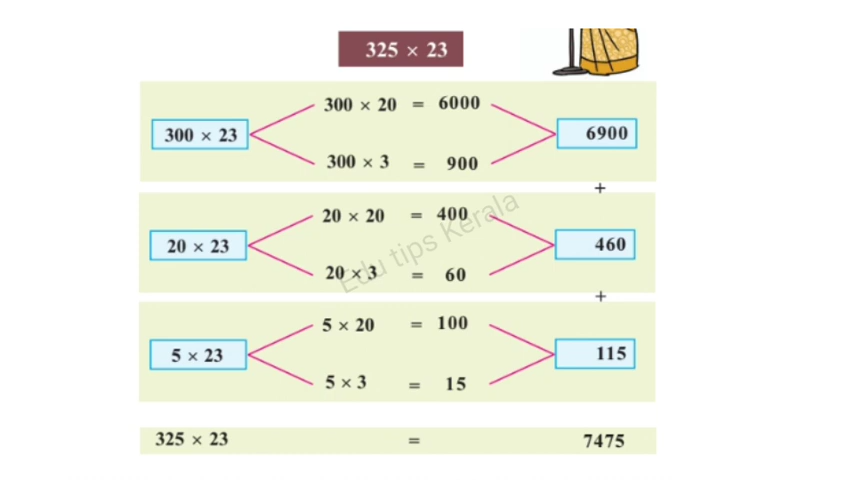 325 × 23
300 × 20 = 6000
300 × 23
6900
300 × 3 = 900
+
20 × 20 = 400
20 × 23
460
20 × 3 = 60
+
5 × 20 = 100
5 × 23
115
5 × 3 = 15
325 × 23 = 7475
Edu tips Kerala